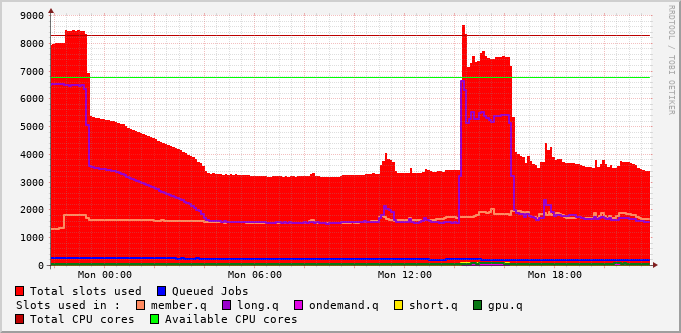 9000
8000
7000
6000
5000
4000
3000
2000
1000
0
Mon 00:00 Mon 06:00 Mon 12:00 Mon 18:00
RRDTOOL / TOBI OETIKER
Total slots used Queued Jobs
Slots used in : member.q long.q ondemand.q short.q gpu.q
Total CPU cores Available CPU cores